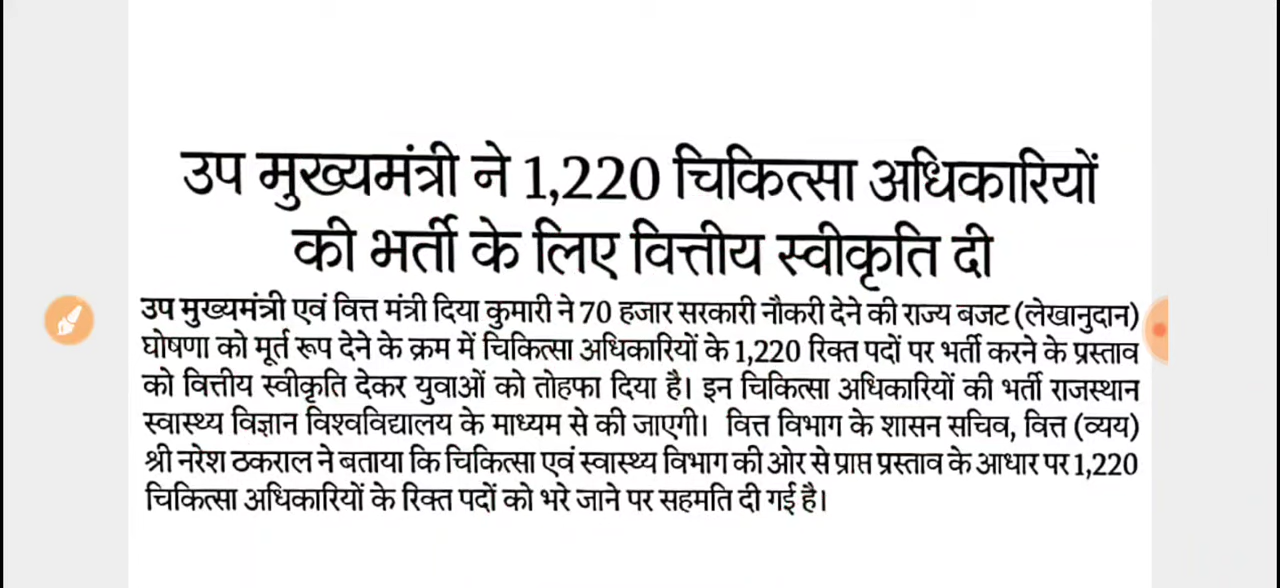 उप मुख्यमंत्री ने 1,220 चिकित्सा अधिकारियों
की भर्ती के लिए वित्तीय स्वीकृति दी
उप मुख्यमंत्री एवं वित्त मंत्री दिया कुमारी ने 70 हजार सरकारी नौकरी देने की राज्य बजट (लेखानुदान)
घोषणा को मूर्त रूप देने के क्रम में चिकित्सा अधिकारियों के 1,220 रिक्त पदों पर भर्ती करने के प्रस्ताव
को वित्तीय स्वीकृति देकर युवाओं को तोहफा दिया है। इन चिकित्सा अधिकारियों की भर्ती राजस्थान
स्वास्थ्य विज्ञान विश्वविद्यालय के माध्यम से की जाएगी। वित्त विभाग के शासन सचिव, वित्त (व्यय)
श्री नरेश ठकराल ने बताया कि चिकित्सा एवं स्वास्थ्य विभाग की ओर से प्राप्त प्रस्ताव के आधार पर 1,220
चिकित्सा अधिकारियों के रिक्त पदों को भरे जाने पर सहमति दी गई है।